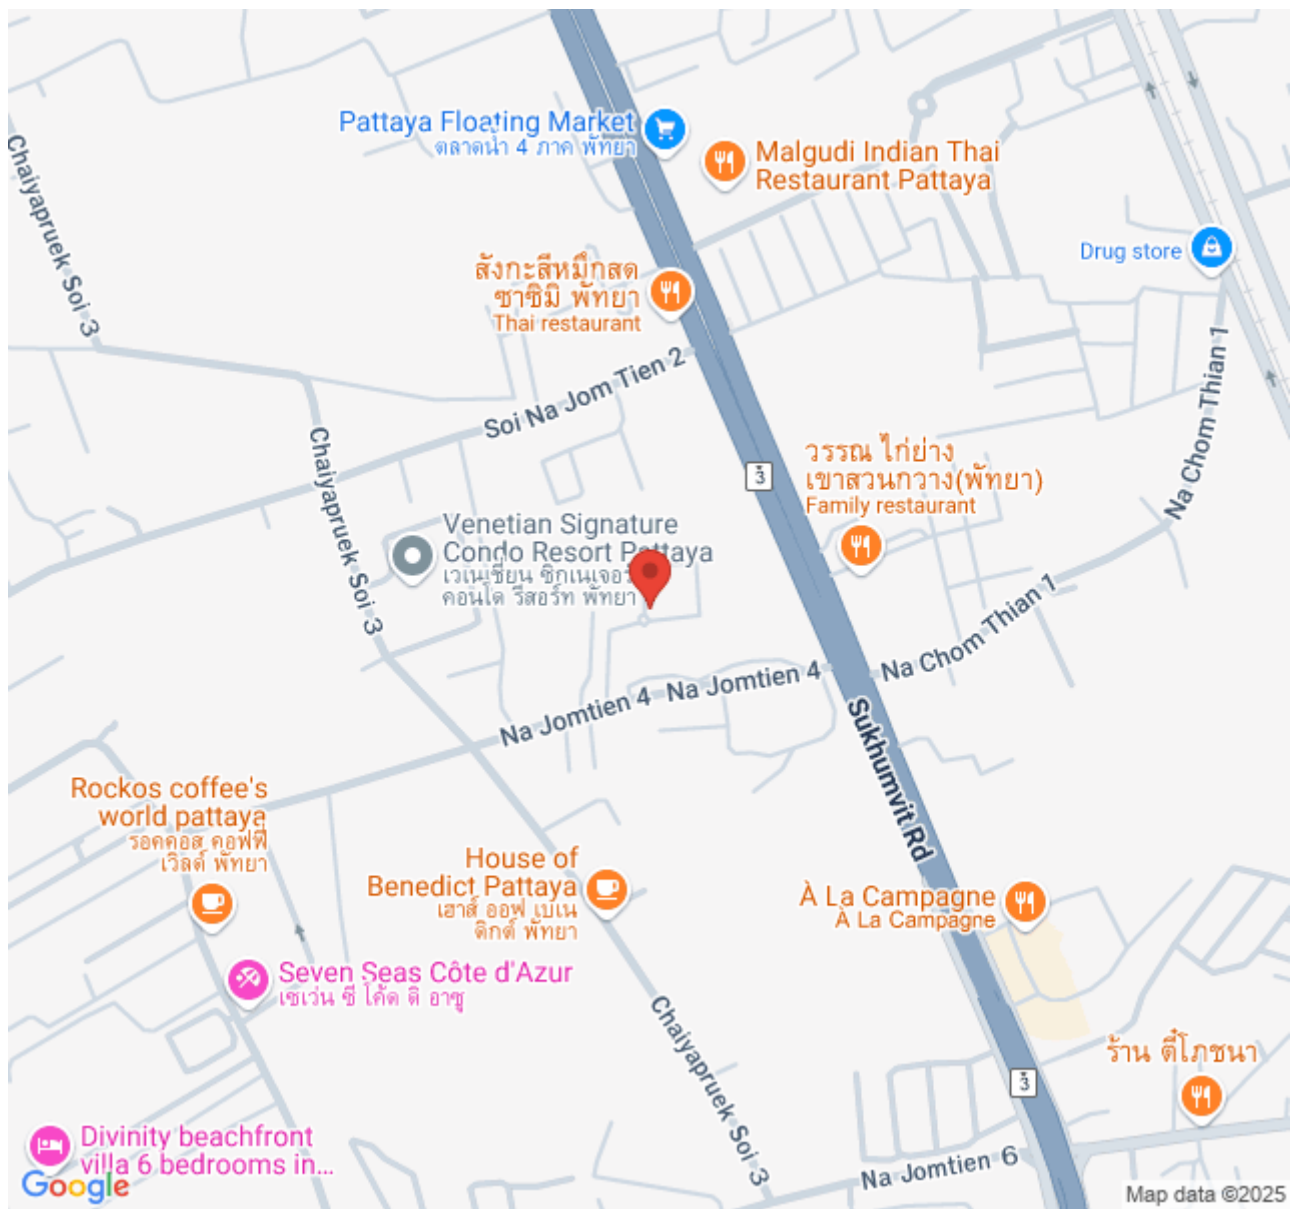 Pattaya Floating Market
ตลาดน้ำ 4 ภาค พัทยา
Malgudi Indian Thai
Restaurant Pattaya
Chaiyapruek Soi 3
Drug store
สังกะสีหมึกสด
ซาซิมิ พัทยา
Thai restaurant
Soi Na Jom Tien 2
Na Chom Thian 1
Chaiyapruek Soi 3
3
วรรณ ไก่ย่าง
เขาสวนกวาง(พัทยา)
Family restaurant
Venetian Signature
Condo Resort Pattaya
เวเนเชี่ยน ซิกเนเจอร์
คอนโด รีสอร์ท พัทยา
Na Chom Thian 1
Na Jomtien 4
Na Jomtien 4
Sukhumvit Rd
Rockos coffee's
world pattaya
รอคคอส คอฟฟี่
เวิลด์ พัทยา
House of
Benedict Pattaya
เฮาส์ ออฟ เบเน
ดิกต์ พัทยา
À La Campagne
À La Campagne
Seven Seas Côte d'Azur
เซเว่น ซี โค้ด ดิ อาซู
Chaiyapruek Soi 3
ร้าน ตี๋โภชนา
3
Divinity beachfront
villa 6 bedrooms in...
Na Jomtien 6
Google
Map data ©2025